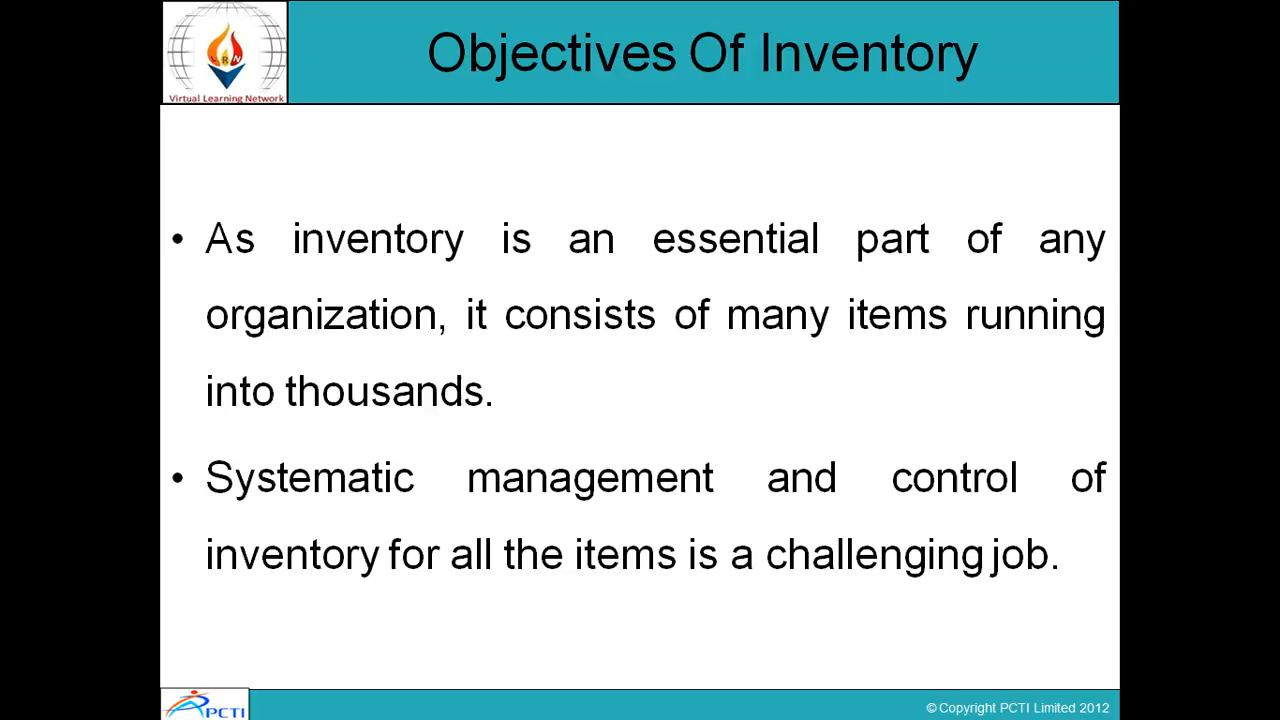 Objectives Of Inventory
Virtual Learning Network
• As inventory is an essential part of any
organization, it consists of many items running
into thousands.
• Systematic management and control of
inventory for all the items is a challenging job.
PCTI
© Copyright PCTI Limited 2012